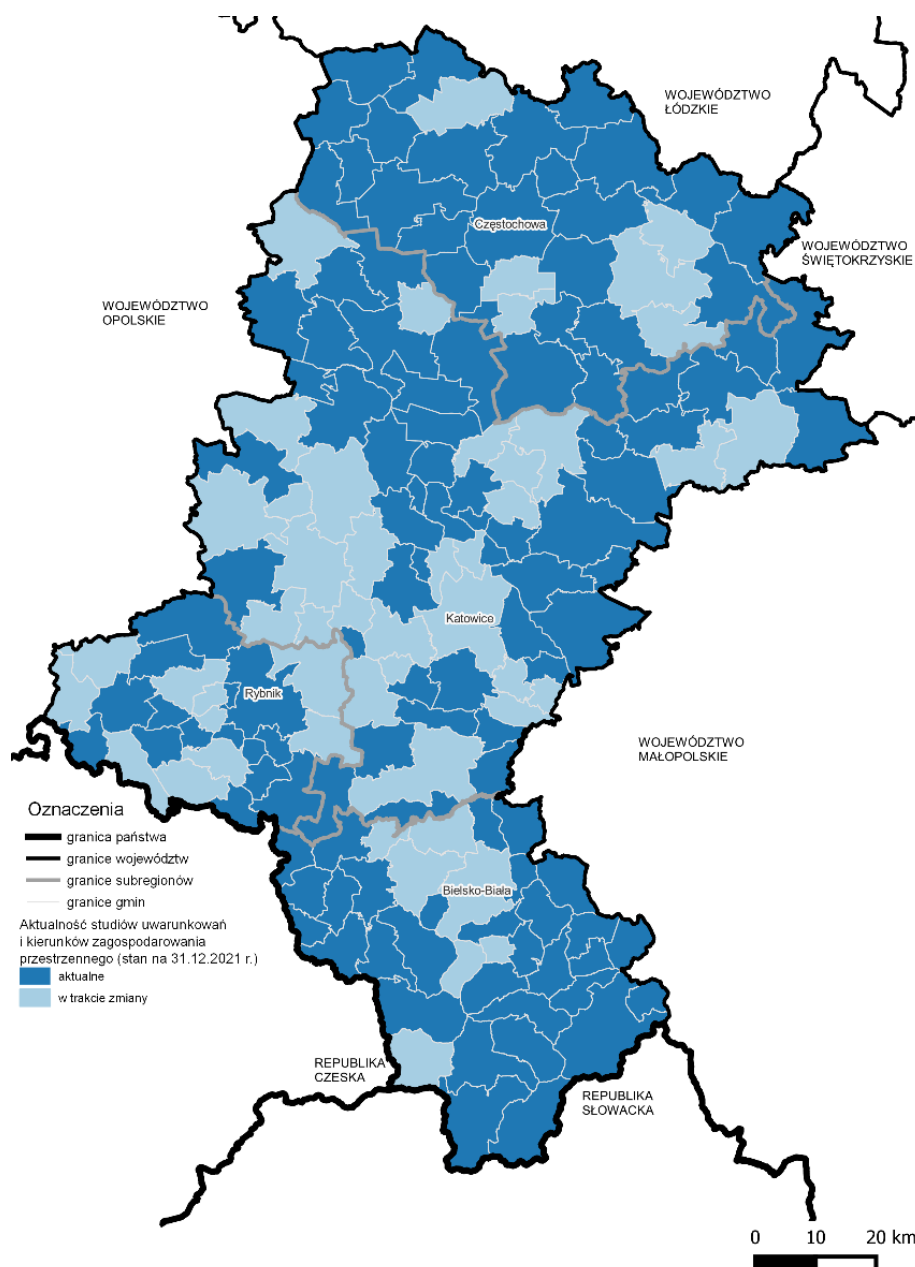 WOJEWÓDZTWO
ŁÓDZKIE
Częstochowa
WOJEWÓDZTWO
ŚWIĘTOKRZYSKIE
WOJEWÓDZTWO
OPOLSKIE
Katowice
Rybnik
WOJEWÓDZTWO
MAŁOPOLSKIE
Oznaczenia
granica państwa
granice województw
granice subregionów
granice gmin
Bielsko-Biała
Aktualność studiów uwarunkowań
i kierunków zagospodarowania
przestrzennego (stan na 31.12.2021 r.)
aktualne
w trakcie zmiany
REPUBLIKA
CZESKA
REPUBLIKA
SŁOWACKA
0 10 20 km